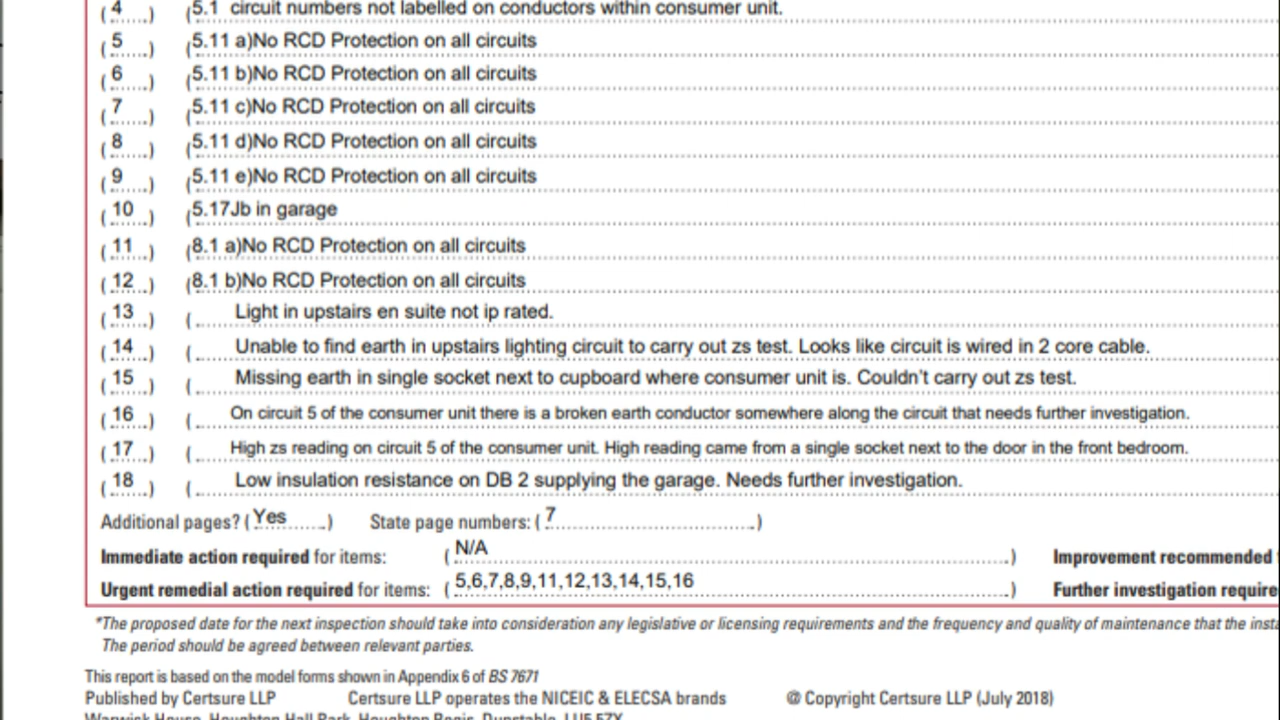 (4) (5.1 circuit numbers not labelled on conductors within consumer unit.
(5) (5.11 a)No RCD Protection on all circuits
(6) (5.11 b)No RCD Protection on all circuits
(7) (5.11 c)No RCD Protection on all circuits
(8) (5.11 d)No RCD Protection on all circuits
(9) (5.11 e)No RCD Protection on all circuits
(10) (5.17Jb in garage
(11) (8.1 a)No RCD Protection on all circuits
(12) (8.1 b)No RCD Protection on all circuits
(13) ( Light in upstairs en suite not ip rated.
(14) ( Unable to find earth in upstairs lighting circuit to carry out zs test. Looks like circuit is wired in 2 core cable.
(15) ( Missing earth in single socket next to cupboard where consumer unit is. Couldn't carry out zs test.
(16) ( On circuit 5 of the consumer unit there is a broken earth conductor somewhere along the circuit that needs further investigation.
(17) ( High zs reading on circuit 5 of the consumer unit. High reading came from a single socket next to the door in the front bedroom.
(18) ( Low insulation resistance on DB 2 supplying the garage. Needs further investigation.
Additional pages? (Yes) State page numbers: (7)
Immediate action required for items: (N/A) Improvement recommended
Urgent remedial action required for items: (5,6,7,8,9,11,12,13,14,15,16) Further investigation require
*The proposed date for the next inspection should take into consideration any legislative or licensing requirements and the frequency and quality of maintenance that the insta
The period should be agreed between relevant parties.
This report is based on the model forms shown in Appendix 6 of BS 7671
Published by Certsure LLP Certsure LLP operates the NICEIC & ELECSA brands @ Copyright Certsure LLP (July 2018)
Warwick House, Houghton Hall Park, Houghton Regis, Dunstable, LU5 5ZX